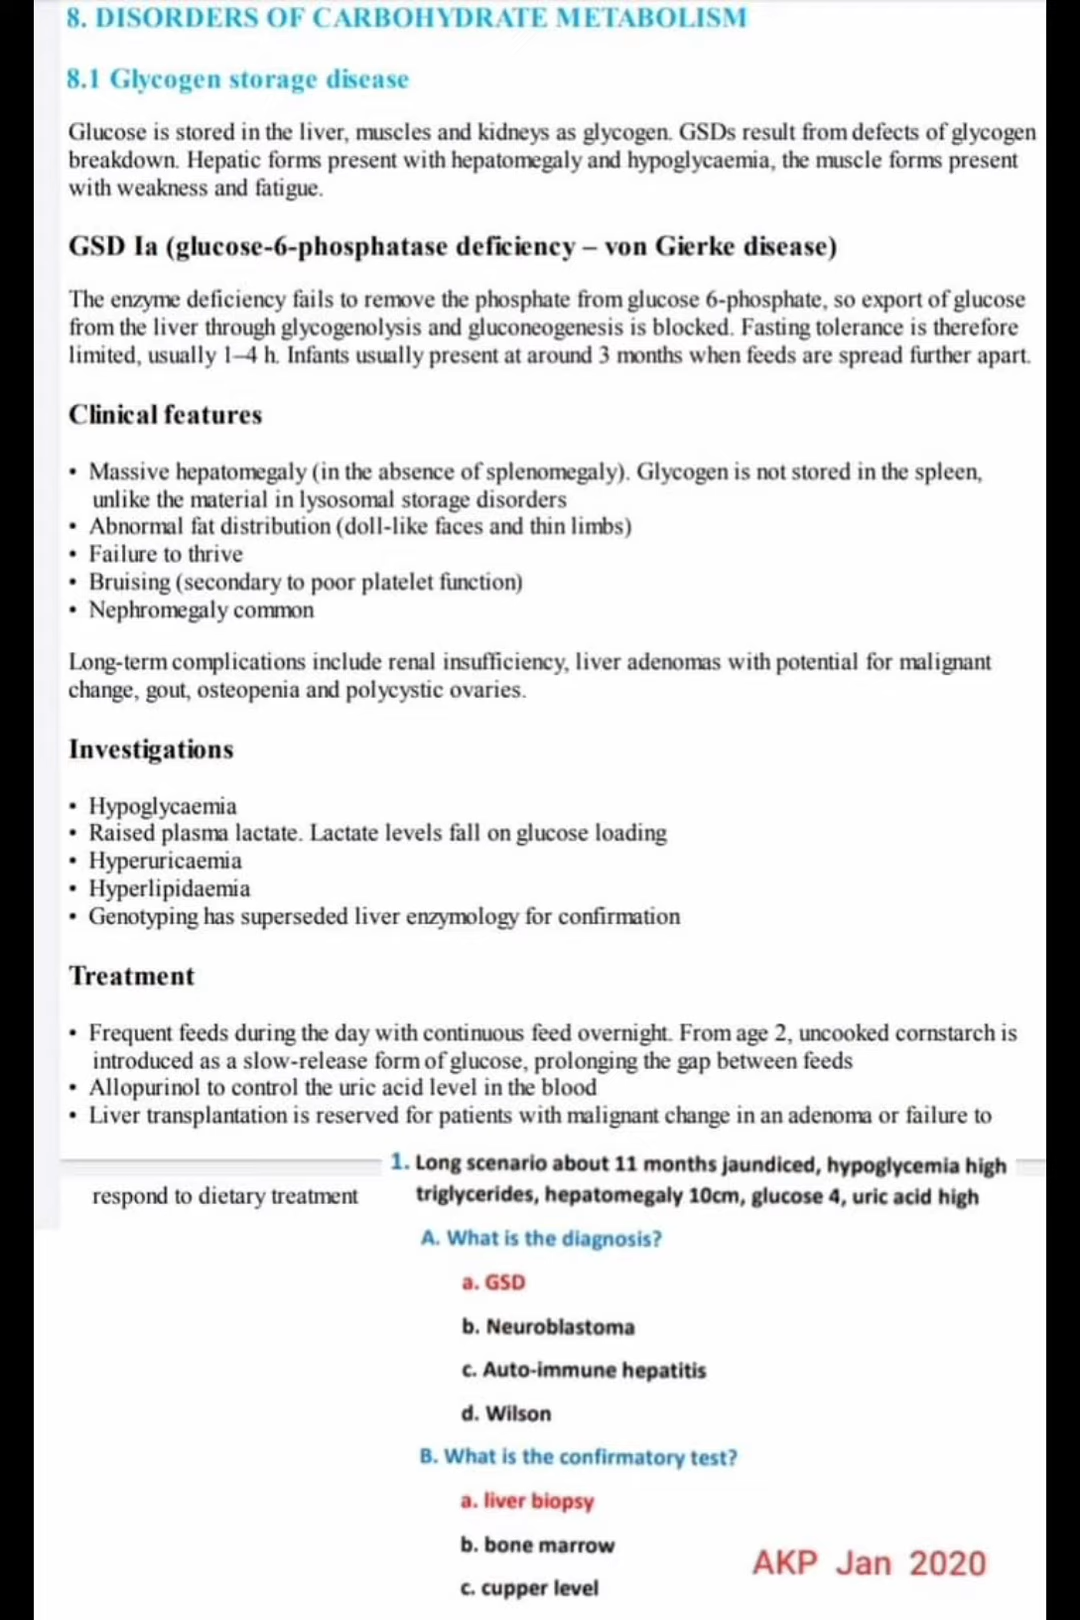 8. DISORDERS OF CARBOHYDRATE METABOLISM
8.1 Glycogen storage disease
Glucose is stored in the liver, muscles and kidneys as glycogen. GSDs result from defects of glycogen
breakdown. Hepatic forms present with hepatomegaly and hypoglycaemia, the muscle forms present
with weakness and fatigue.
GSD Ia (glucose-6-phosphatase deficiency – von Gierke disease)
The enzyme deficiency fails to remove the phosphate from glucose 6-phosphate, so export of glucose
from the liver through glycogenolysis and gluconeogenesis is blocked. Fasting tolerance is therefore
limited, usually 1–4 h. Infants usually present at around 3 months when feeds are spread further apart.
Clinical features
• Massive hepatomegaly (in the absence of splenomegaly). Glycogen is not stored in the spleen,
unlike the material in lysosomal storage disorders
• Abnormal fat distribution (doll-like faces and thin limbs)
• Failure to thrive
• Bruising (secondary to poor platelet function)
• Nephromegaly common
Long-term complications include renal insufficiency, liver adenomas with potential for malignant
change, gout, osteopenia and polycystic ovaries.
Investigations
• Hypoglycaemia
• Raised plasma lactate. Lactate levels fall on glucose loading
• Hyperuricaemia
• Hyperlipidaemia
• Genotyping has superseded liver enzymology for confirmation
Treatment
• Frequent feeds during the day with continuous feed overnight. From age 2, uncooked cornstarch is
introduced as a slow-release form of glucose, prolonging the gap between feeds
• Allopurinol to control the uric acid level in the blood
• Liver transplantation is reserved for patients with malignant change in an adenoma or failure to
respond to dietary treatment
1. Long scenario about 11 months jaundiced, hypoglycemia high
triglycerides, hepatomegaly 10cm, glucose 4, uric acid high
A. What is the diagnosis?
a. GSD
b. Neuroblastoma
c. Auto-immune hepatitis
d. Wilson
B. What is the confirmatory test?
a. liver biopsy
b. bone marrow
c. cupper level
AKP Jan 2020